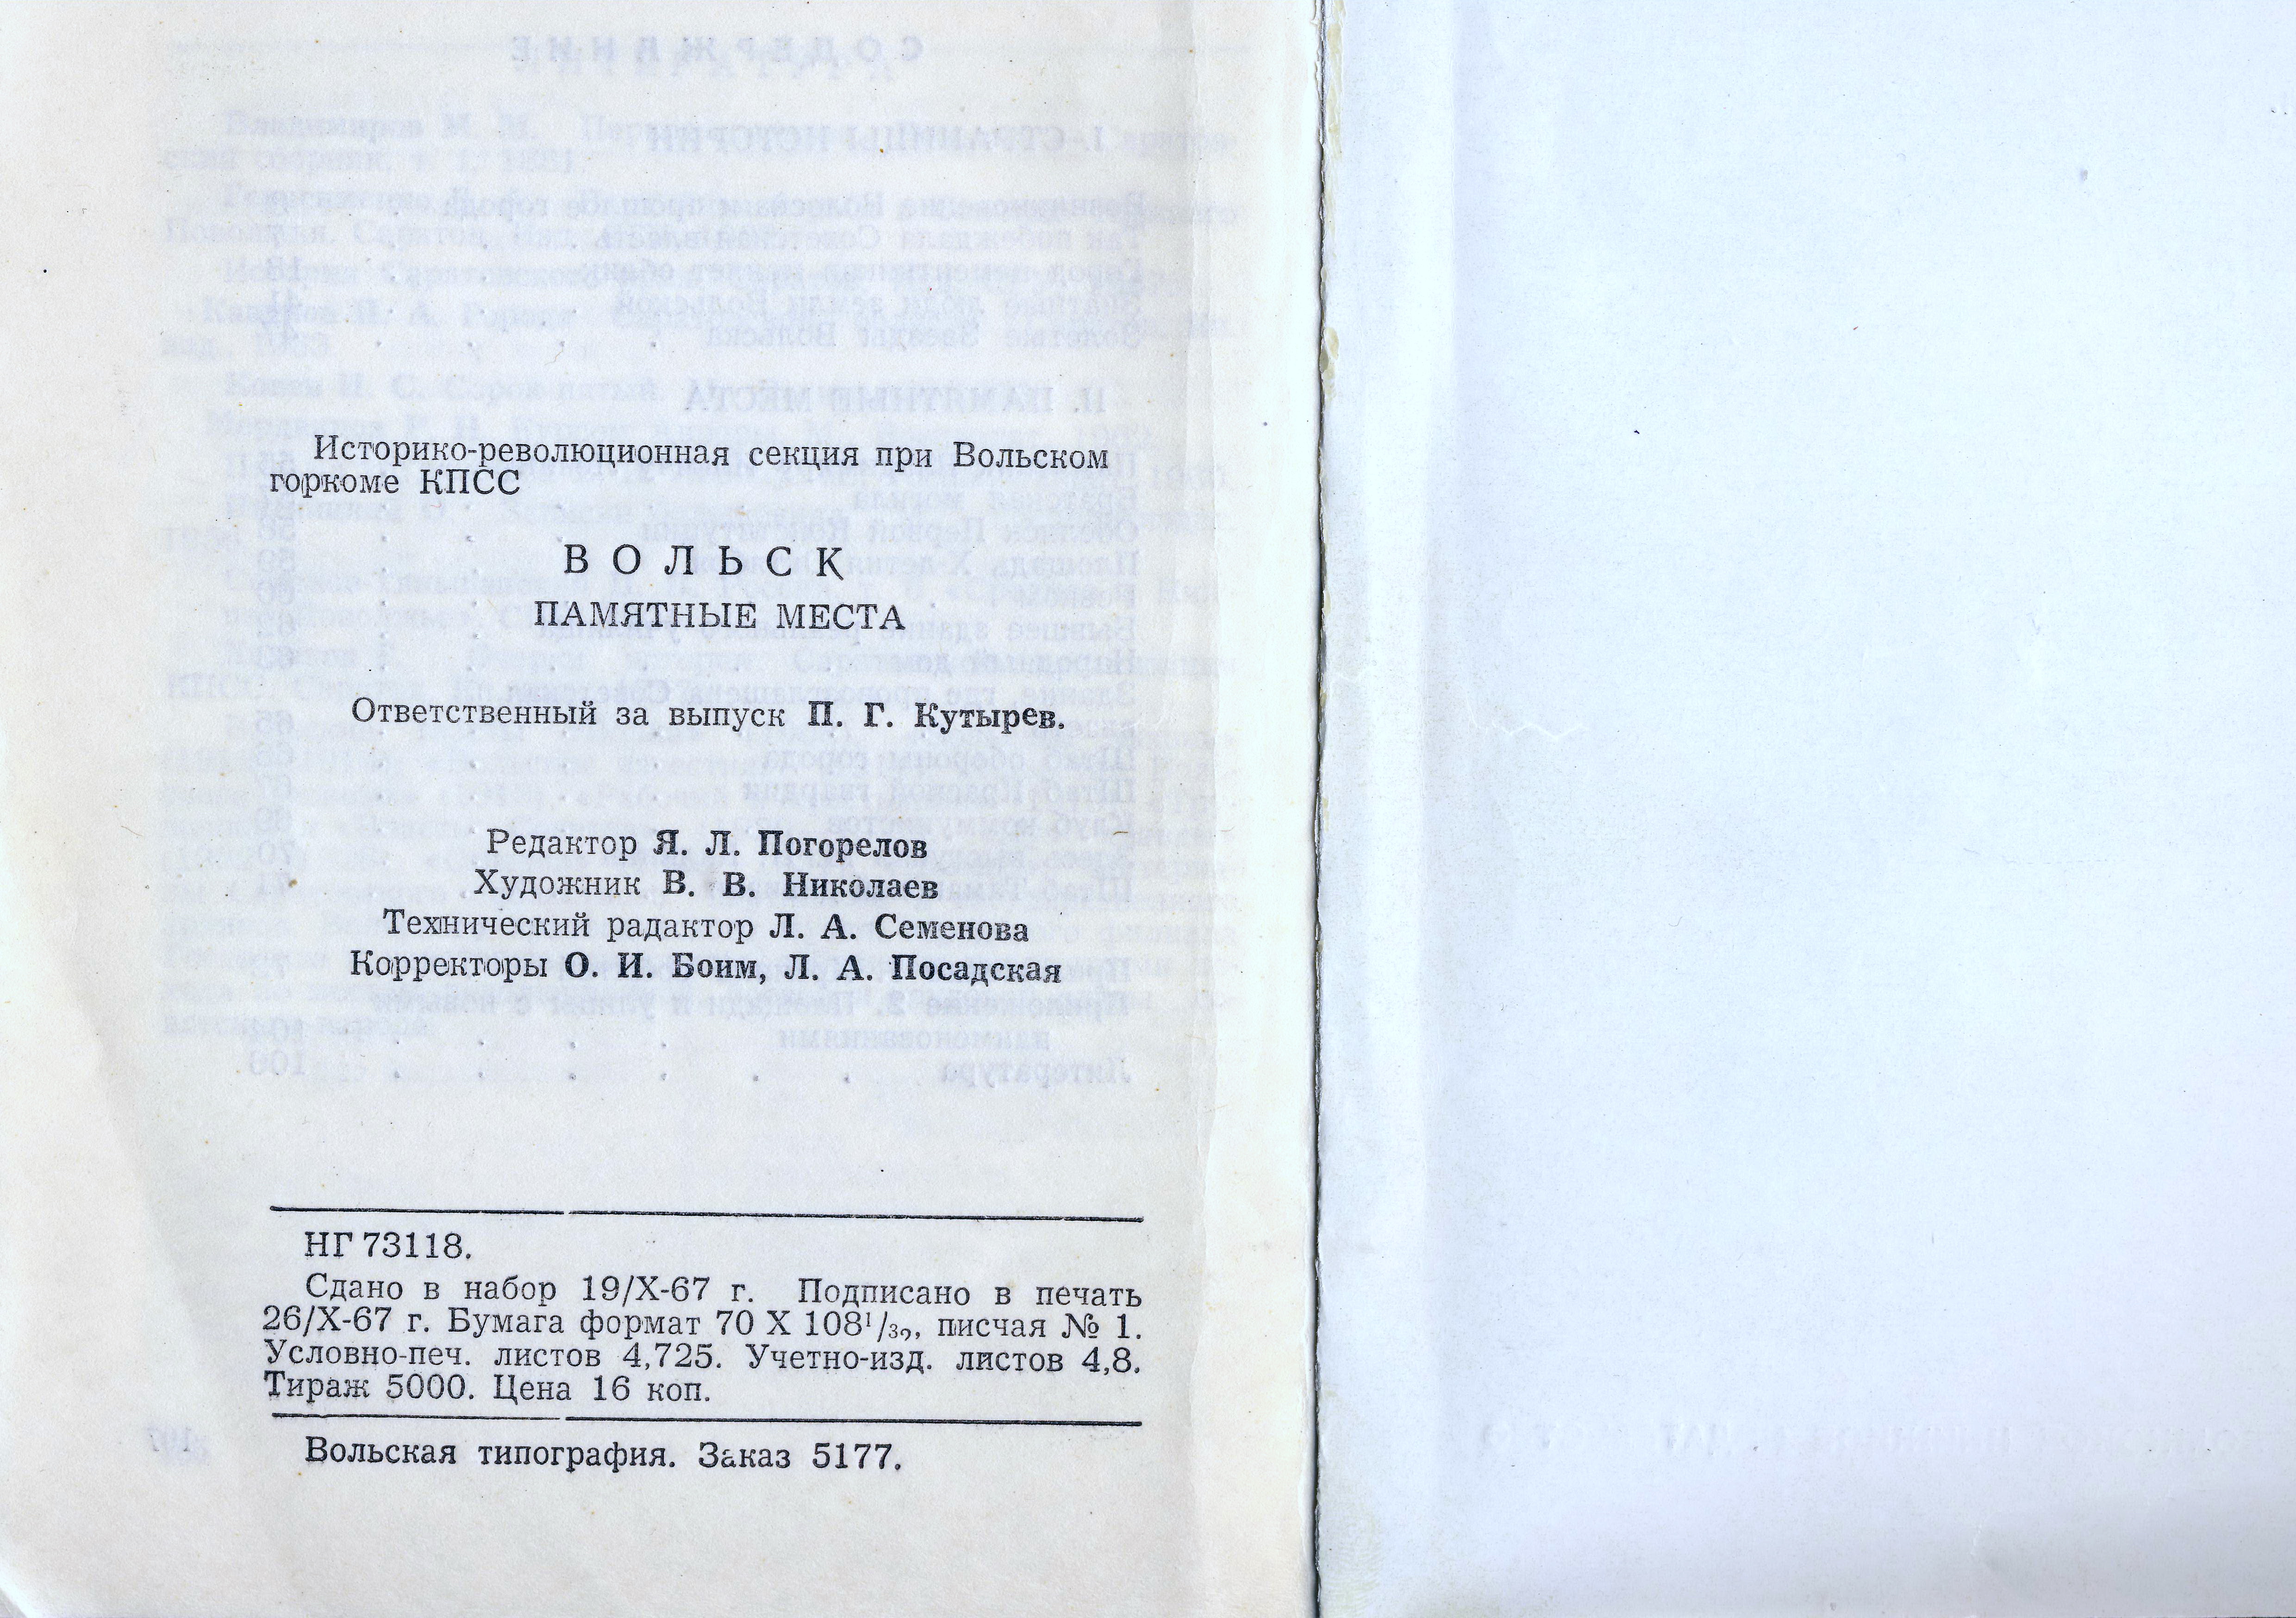 Историко-революционная секция при Вольском
горкоме КПСС
ВОЛЬСК
ПАМЯТНЫЕ МЕСТА
Ответственный за выпуск П. Г. Кутырев.
Редактор Я. Л. Погорелов
Художник В. В. Николаев
Технический радактор Л. А. Семенова
Корректоры О. И. Боим, Л. А. Посадская
НГ 73118.
Сдано в набор 19/X-67 г. Подписано в печать
26/X-67 г. Бумага формат 70 X 108¹/₃₂, писчая № 1.
Условно-печ. листов 4,725. Учетно-изд. листов 4,8.
Тираж 5000. Цена 16 коп.
Вольская типография. Заказ 5177.